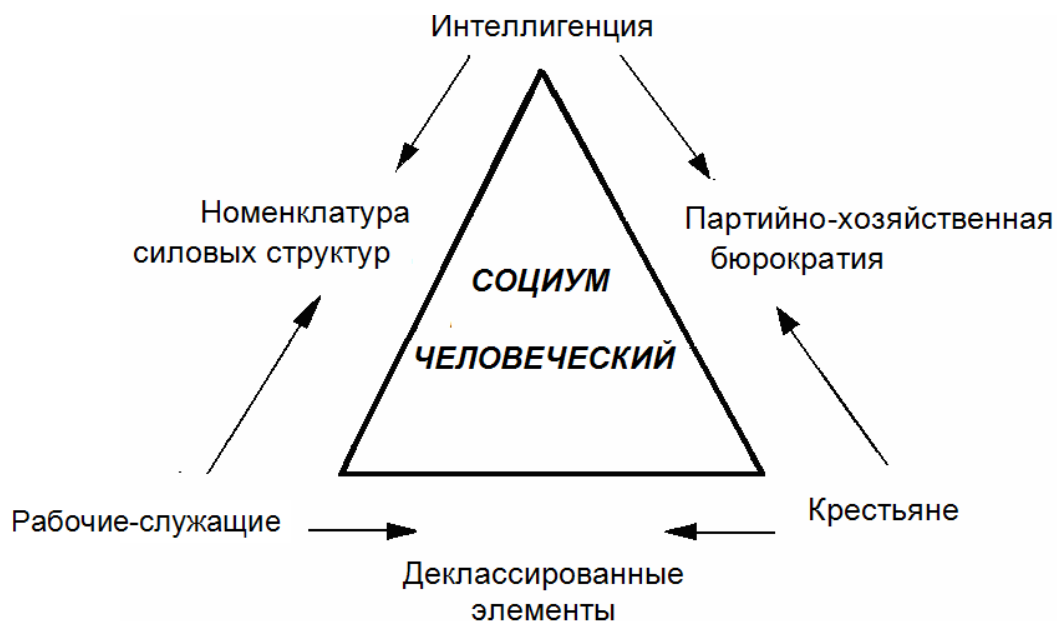 Интеллигенция
Номенклатура
силовых структур
Партийно-хозяйственная
бюрократия
СОЦИУМ
ЧЕЛОВЕЧЕСКИЙ
Рабочие-служащие
Крестьяне
Деклассированные
элементы